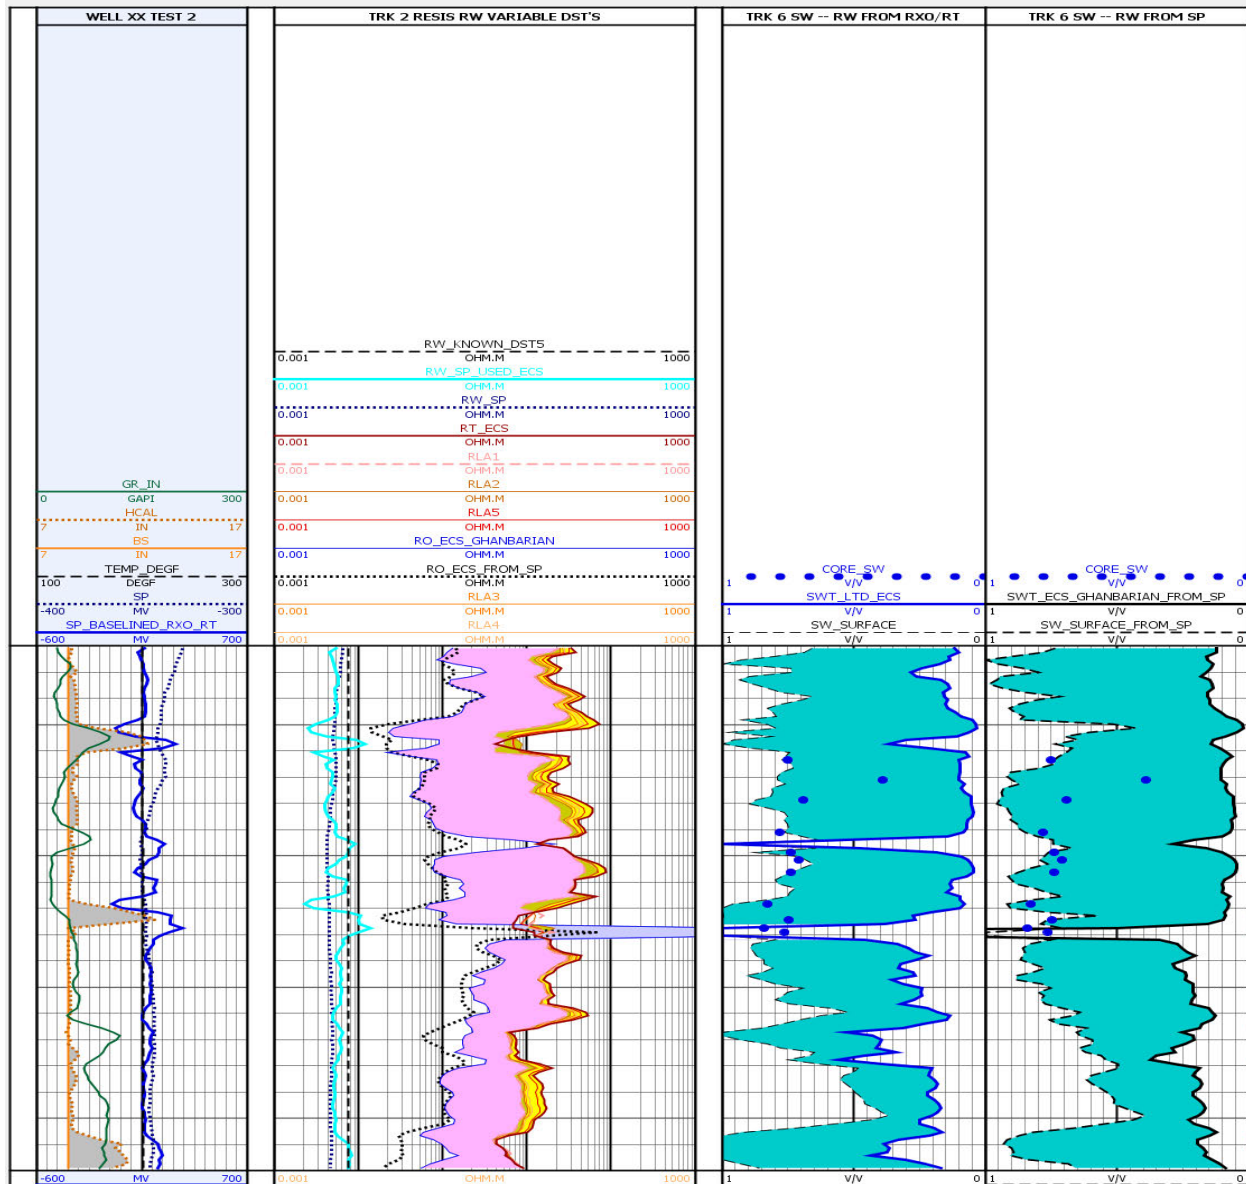 WELL XX TEST 2
TRK 2 RESIS RW VARIABLE DST'S
TRK 6 SW -- RW FROM RXO/RT
TRK 6 SW -- RW FROM SP
RW_KNOWN_DST5
0.001 OHM.M 1000
RW_SP_USED_ECS
0.001 OHM.M 1000
RW_SP
0.001 OHM.M 1000
RT_ECS
0.001 OHM.M 1000
RLA1
0.001 OHM.M 1000
RLA2
0.001 OHM.M 1000
RLA5
0.001 OHM.M 1000
RO_ECS_GHANBARIAN
0.001 OHM.M 1000
RO_ECS_FROM_SP
0.001 OHM.M 1000
RLA3
0.001 OHM.M 1000
RLA4
0.001 OHM.M 1000
GR_IN
0 GAPI 300
HCAL
7 IN 17
BS
7 IN 17
TEMP_DEGF
100 DEGF 300
SP
-400 MV -300
SP_BASELINED_RXO_RT
-600 MV 700
CORE_SW
1 V/V 0
SWT_LTD_ECS
1 V/V 0
SW_SURFACE
1 V/V 0
CORE_SW
1 V/V 0
SWT_ECS_GHANBARIAN_FROM_SP
1 V/V 0
SW_SURFACE_FROM_SP
1 V/V 0
-600 MV 700
0.001 OHM.M 1000
1 V/V 0
1 V/V 0